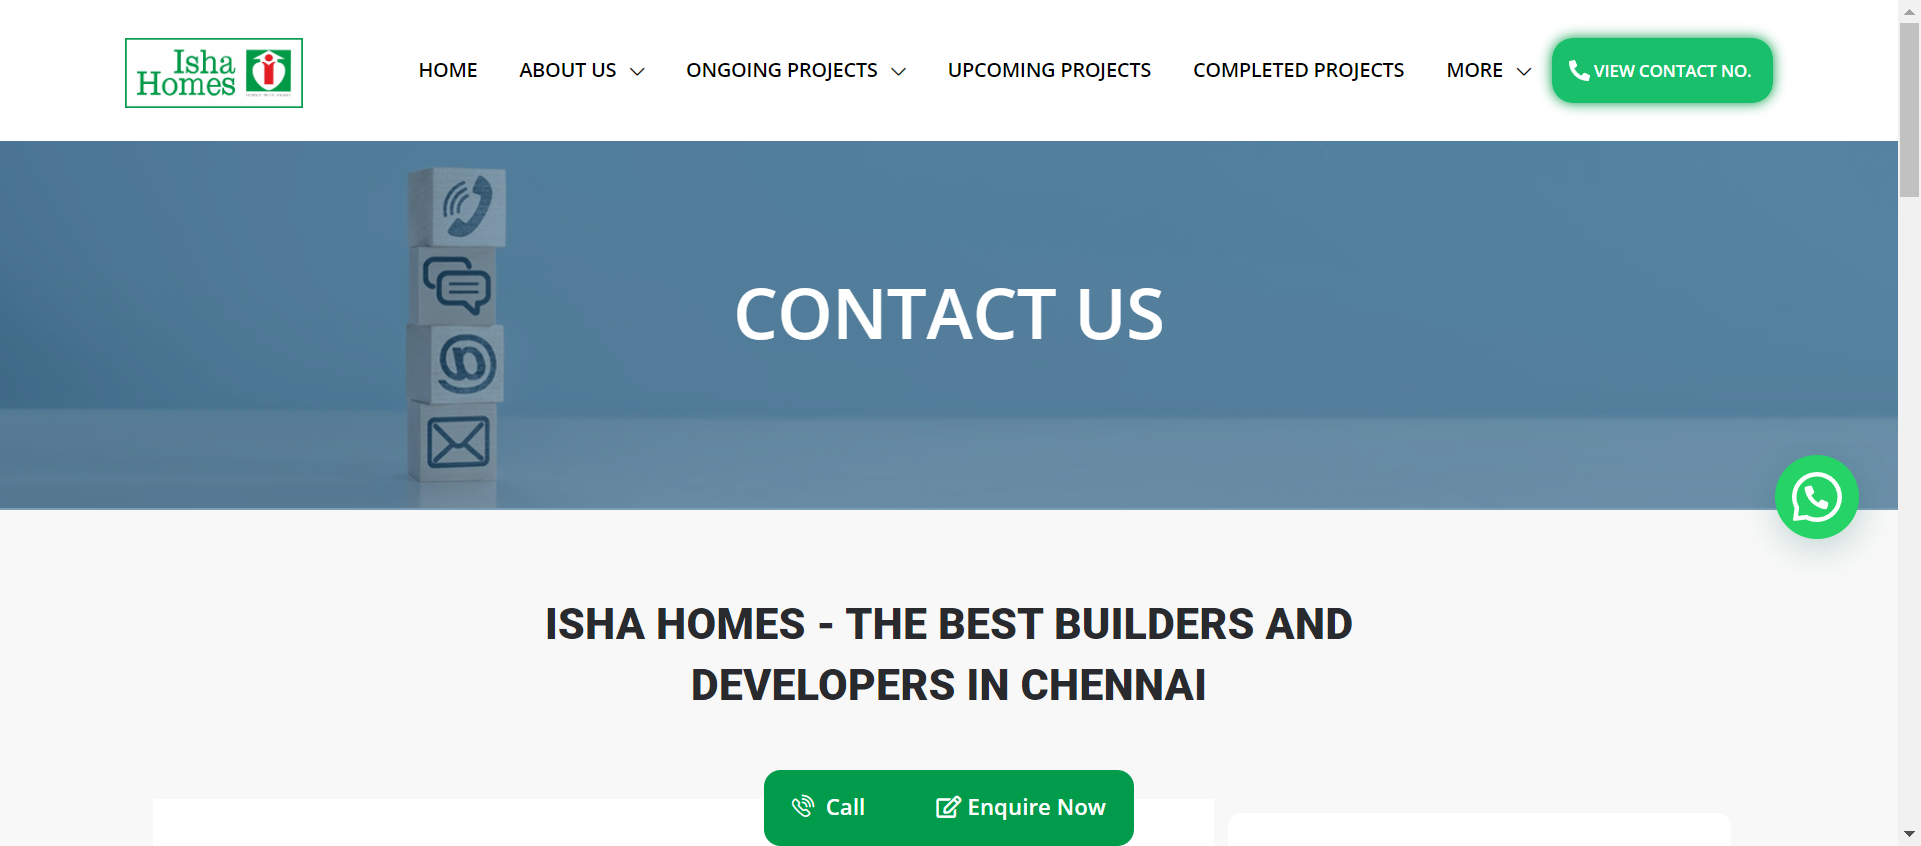 Isha
Homes
HOME
ABOUT US
ONGOING PROJECTS
UPCOMING PROJECTS
COMPLETED PROJECTS
MORE
VIEW CONTACT NO.
CONTACT US
ISHA HOMES - THE BEST BUILDERS AND
DEVELOPERS IN CHENNAI
Call
Enquire Now